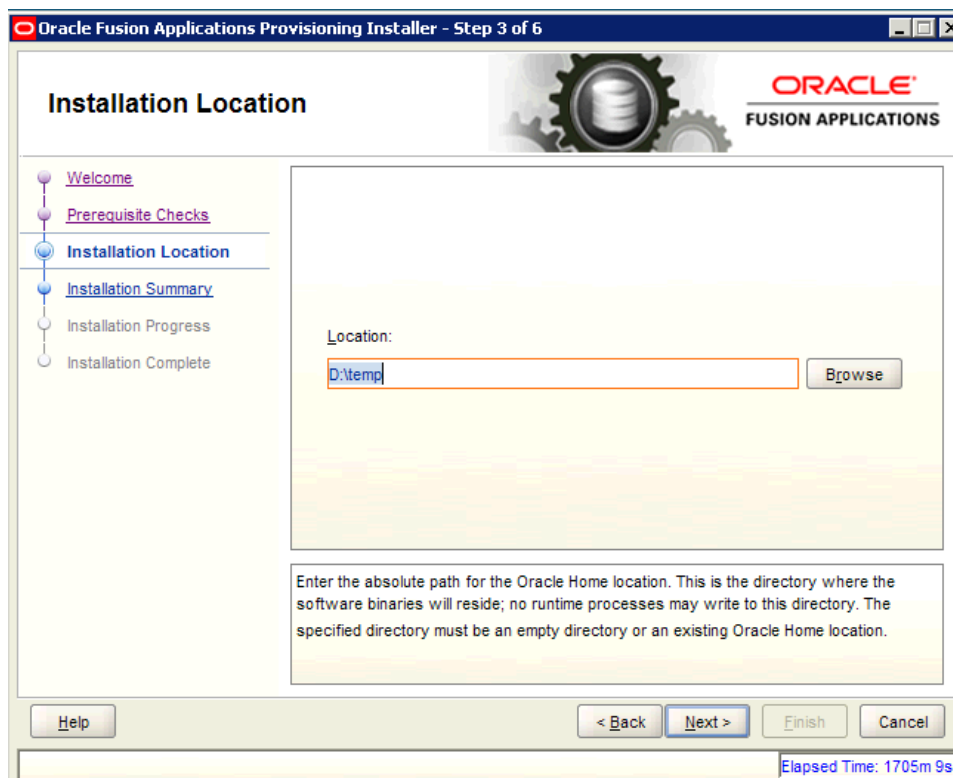 Oracle Fusion Applications Provisioning Installer - Step 3 of 6
Installation Location
ORACLE
FUSION APPLICATIONS
Welcome
Prerequisite Checks
Installation Location
Installation Summary
Installation Progress
Installation Complete
Location:
D:\temp
Browse
Enter the absolute path for the Oracle Home location. This is the directory where the
software binaries will reside; no runtime processes may write to this directory. The
specified directory must be an empty directory or an existing Oracle Home location.
Help
< Back
Next >
Finish
Cancel
Elapsed Time: 1705m 9s